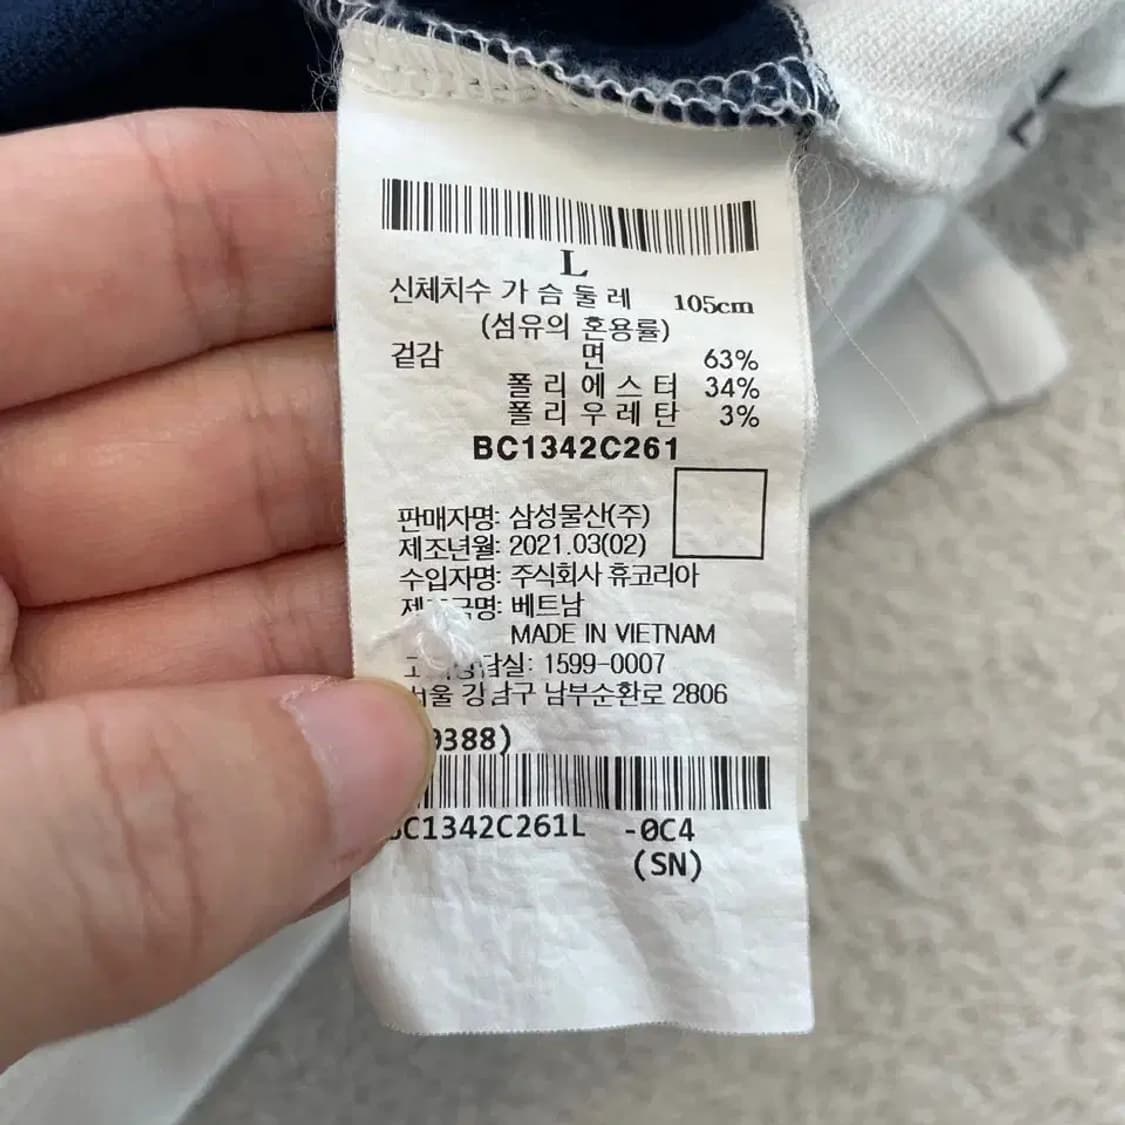 L
신체치수 가슴둘레 105cm
(섬유의 혼용률)
겉감 면 63%
폴리에스터 34%
폴리우레탄 3%
BC1342C261
판매자명: 삼성물산(주)
제조년월: 2021.03(02)
수입자명: 주식회사 휴코리아
베트남
MADE IN VIETNAM
1599-0007
강남구 남부순환로 2806
9388)
C1342C261L -0C4
(SN)